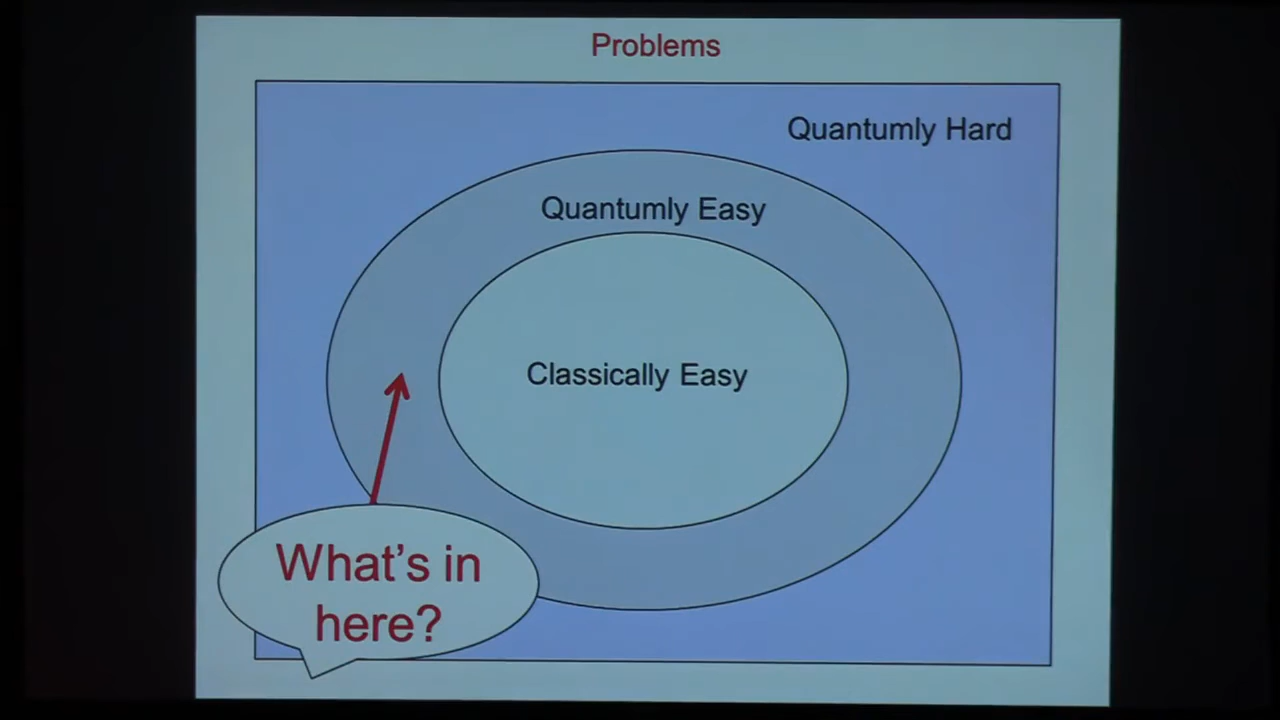 Problems
Quantumly Hard
Quantumly Easy
Classically Easy
What's in
here?